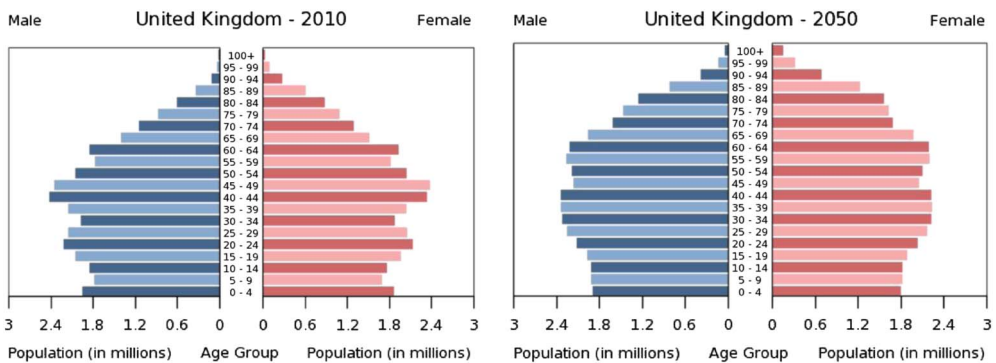 Male United Kingdom - 2010 Female
100+
95 - 99
90 - 94
85 - 89
80 - 84
75 - 79
70 - 74
65 - 69
60 - 64
55 - 59
50 - 54
45 - 49
40 - 44
35 - 39
30 - 34
25 - 29
20 - 24
15 - 19
10 - 14
5 - 9
0 - 4
3 2.4 1.8 1.2 0.6 0 0 0.6 1.2 1.8 2.4 3
Population (in millions) Age Group Population (in millions)
Male United Kingdom - 2050 Female
100+
95 - 99
90 - 94
85 - 89
80 - 84
75 - 79
70 - 74
65 - 69
60 - 64
55 - 59
50 - 54
45 - 49
40 - 44
35 - 39
30 - 34
25 - 29
20 - 24
15 - 19
10 - 14
5 - 9
0 - 4
3 2.4 1.8 1.2 0.6 0 0 0.6 1.2 1.8 2.4 3
Population (in millions) Age Group Population (in millions)